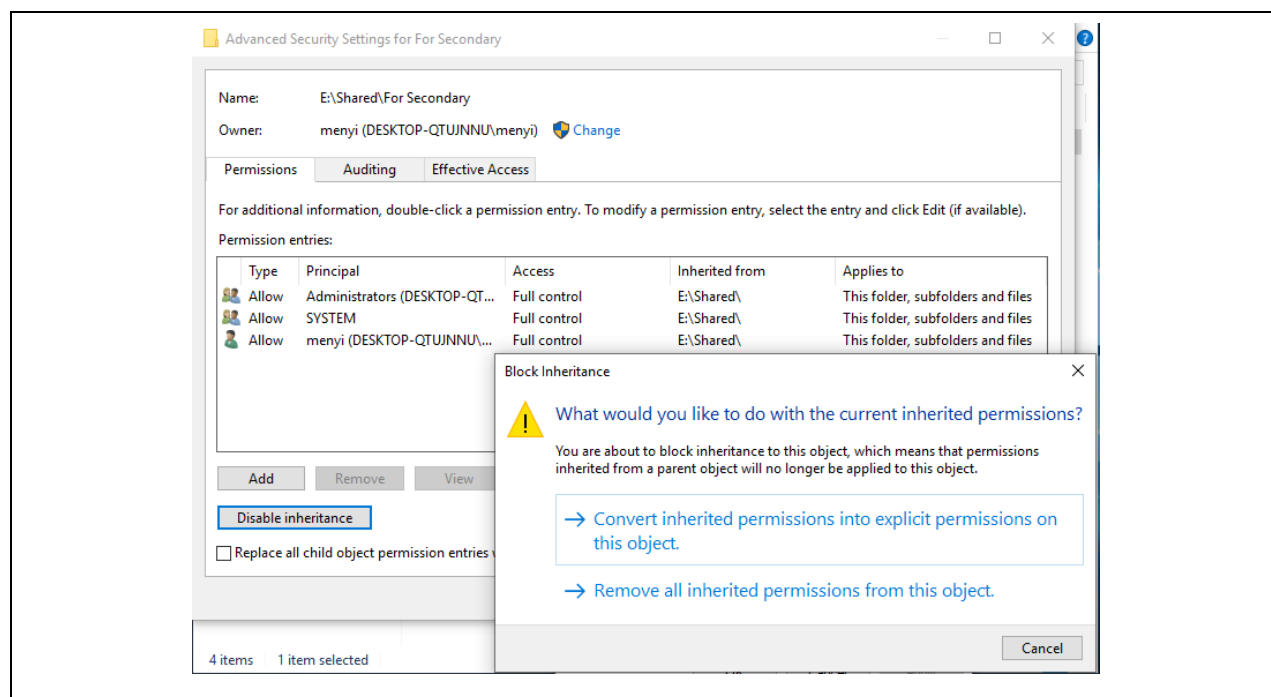 Advanced Security Settings for For Secondary
Name: E:\Shared\For Secondary
Owner: menyi (DESKTOP-QTUJNNU\menyi) Change
Permissions Auditing Effective Access
For additional information, double-click a permission entry. To modify a permission entry, select the entry and click Edit (if available).
Permission entries:
Type Principal Access Inherited from Applies to
Allow Administrators (DESKTOP-QT... Full control E:\Shared\ This folder, subfolders and files
Allow SYSTEM Full control E:\Shared\ This folder, subfolders and files
Allow menyi (DESKTOP-QTUJNNU\... Full control E:\Shared\ This folder, subfolders and files
Add Remove View
Disable inheritance
Replace all child object permission entries
Block Inheritance
What would you like to do with the current inherited permissions?
You are about to block inheritance to this object, which means that permissions
inherited from a parent object will no longer be applied to this object.
Convert inherited permissions into explicit permissions on
this object.
Remove all inherited permissions from this object.
Cancel
4 items 1 item selected